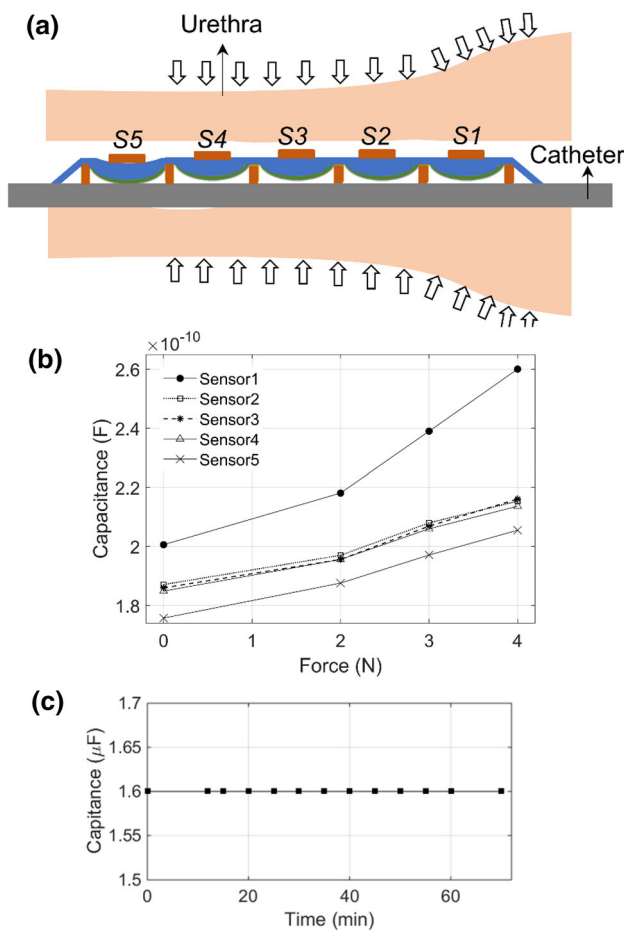 (a)
Urethra
S5 S4 S3 S2 S1
Catheter
(b)
× 10⁻¹⁰
2.6
2.4
2.2
2
1.8
Capacitance (F)
Sensor1
Sensor2
Sensor3
Sensor4
Sensor5
0 1 2 3 4
Force (N)
(c)
1.7
1.65
1.6
1.55
1.5
Capitance (μF)
0 20 40 60
Time (min)